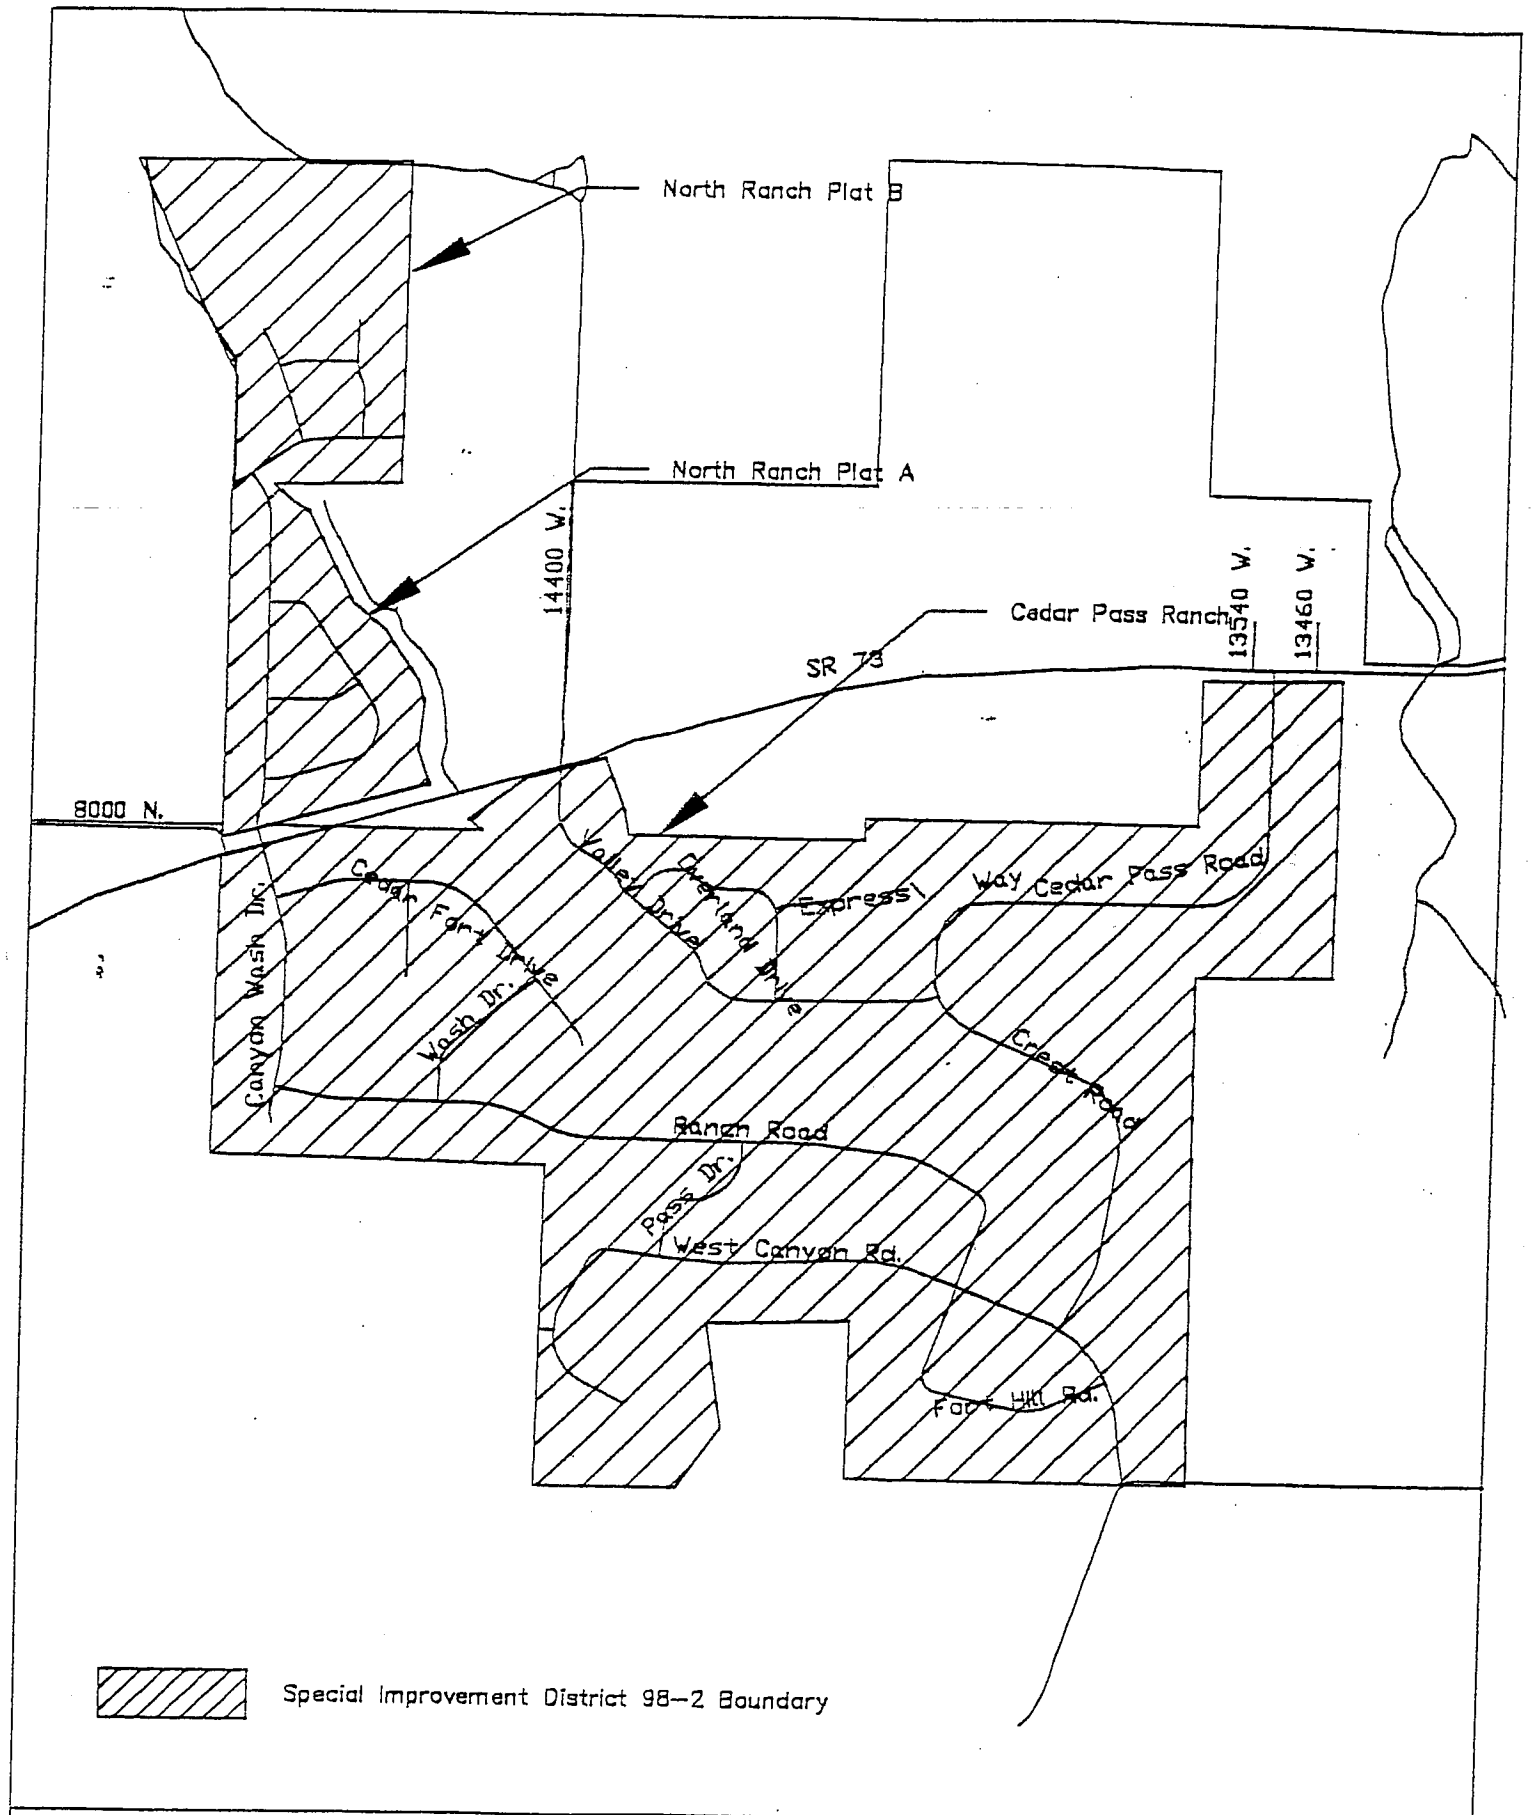 North Ranch Plat B
North Ranch Plat A
14400 W.
13540 W.
13460 W.
Cedar Pass Ranch
SR 73
8000 N.
Valley Drive
Overland Drive
Express
Way
Cedar Pass Road
Cedar Fort Drive
Canyon Wash Dr.
Wash Dr.
Crest Road
Ranch Road
Pass Dr.
West Canyon Rd.
Fort Hill Rd.
Special Improvement District 98-2 Boundary